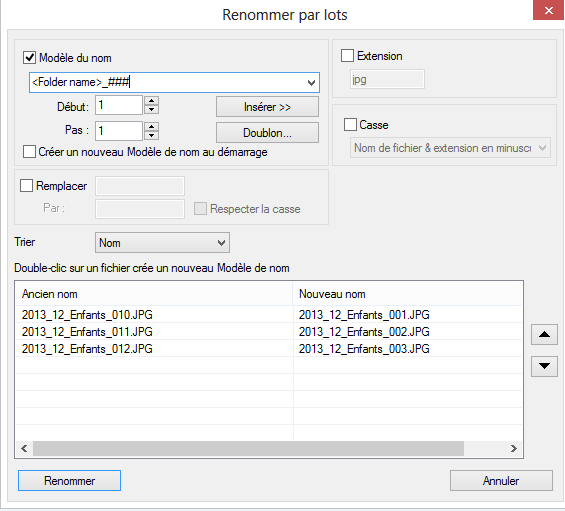 Renommer par lots
Modèle du nom
<Folder name>_###
Début: 1
Insérer >>
Pas : 1
Doublon...
Créer un nouveau Modèle de nom au démarrage
Extension
jpg
Casse
Nom de fichier & extension en minusc
Remplacer
Par :
Respecter la casse
Trier
Nom
Double-clic sur un fichier crée un nouveau Modèle de nom
Ancien nom Nouveau nom
2013_12_Enfants_010.JPG 2013_12_Enfants_001.JPG
2013_12_Enfants_011.JPG 2013_12_Enfants_002.JPG
2013_12_Enfants_012.JPG 2013_12_Enfants_003.JPG
Renommer
Annuler